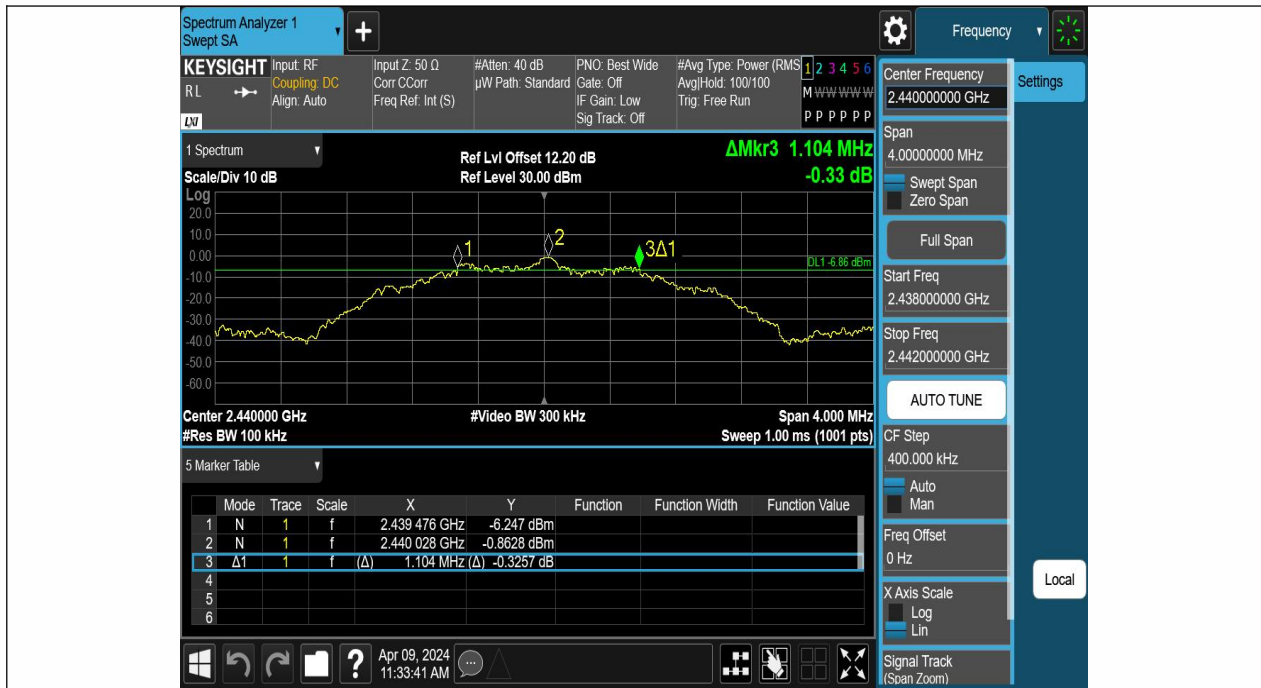 Spectrum Analyzer 1
Swept SA
+
Frequency
KEYSIGHT
R L
LXI
Input: RF
Coupling: DC
Align: Auto
Input Z: 50 Ω
Corr CCorr
Freq Ref: Int (S)
#Atten: 40 dB
µW Path: Standard
PNO: Best Wide
Gate: Off
IF Gain: Low
Sig Track: Off
#Avg Type: Power (RMS
Avg|Hold: 100/100
Trig: Free Run
1 2 3 4 5 6
M W W W W W
P P P P P P
1 Spectrum
Scale/Div 10 dB
Ref Lvl Offset 12.20 dB
Ref Level 30.00 dBm
ΔMkr3 1.104 MHz
-0.33 dB
Log
20.0
10.0
0.00
-10.0
-20.0
-30.0
-40.0
-50.0
-60.0
1
2
3Δ1
DL1 -6.86 dBm
Center 2.440000 GHz
#Res BW 100 kHz
#Video BW 300 kHz
Span 4.000 MHz
Sweep 1.00 ms (1001 pts)
5 Marker Table
Mode Trace Scale X Y Function Function Width Function Value
1 N 1 f 2.439 476 GHz -6.247 dBm
2 N 1 f 2.440 028 GHz -0.8628 dBm
3 Δ1 1 f (Δ) 1.104 MHz (Δ) -0.3257 dB
4
5
6
?
Apr 09, 2024
11:33:41 AM
Center Frequency
2.440000000 GHz
Settings
Span
4.00000000 MHz
Swept Span
Zero Span
Full Span
Start Freq
2.438000000 GHz
Stop Freq
2.442000000 GHz
AUTO TUNE
CF Step
400.000 kHz
Auto
Man
Freq Offset
0 Hz
X Axis Scale
Log
Lin
Local
Signal Track
(Span Zoom)